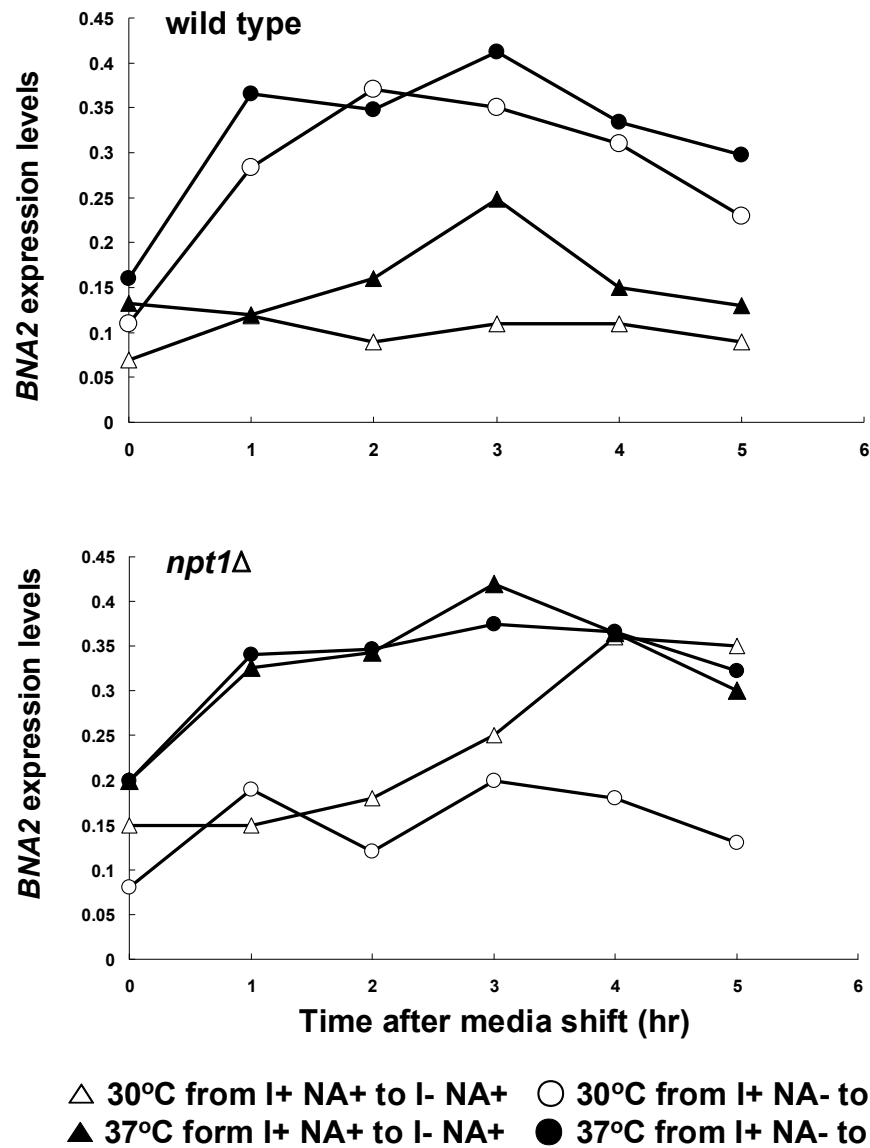 wild type
0.45
0.4
0.35
0.3
0.25
0.2
0.15
0.1
0.05
0
BNA2 expression levels
0 1 2 3 4 5 6
npt1Δ
0.45
0.4
0.35
0.3
0.25
0.2
0.15
0.1
0.05
0
BNA2 expression levels
0 1 2 3 4 5 6
Time after media shift (hr)
30ºC from I+ NA+ to I- NA+ 30ºC from I+ NA- to
37ºC form I+ NA+ to I- NA+ 37ºC from I+ NA- to